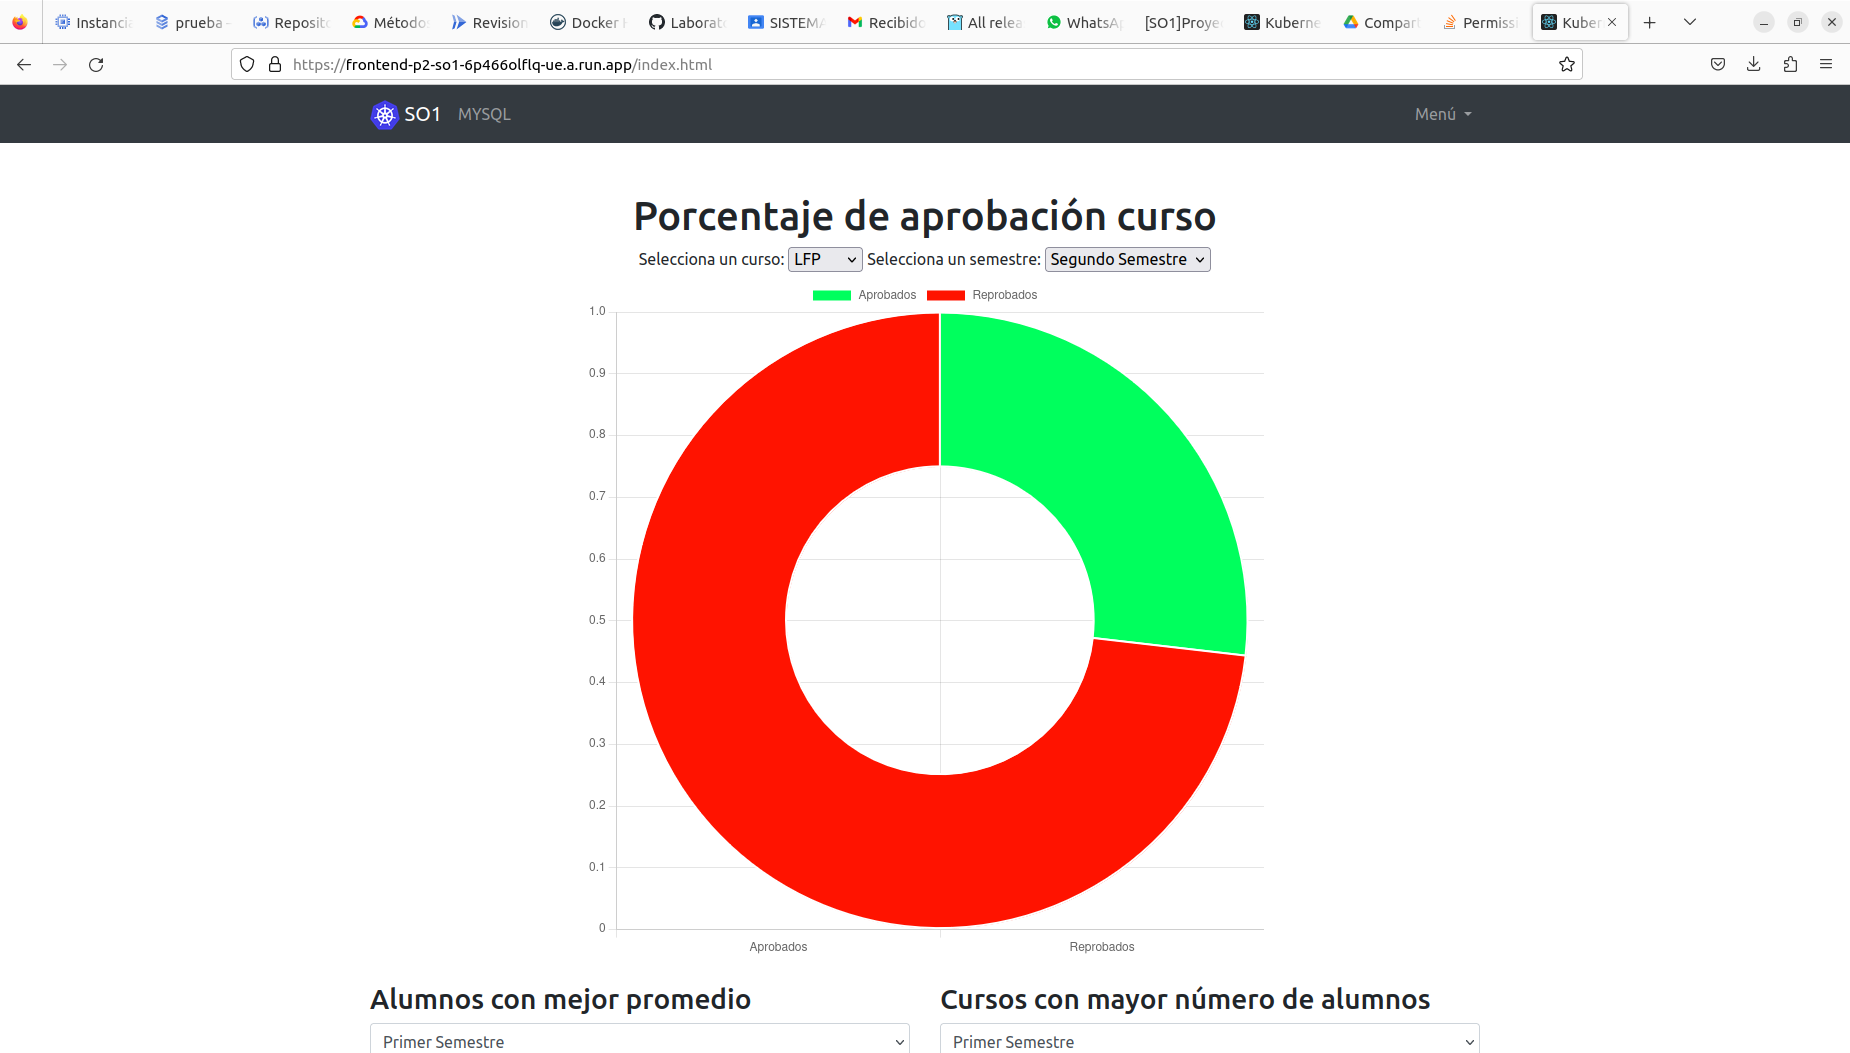 Instanci prueba - Reposito Método Revision Docker H Laborato SISTEMA Recibido All relea WhatsAp [SO1]Proye Kuberne Compart Permissi Kuber
https://frontend-p2-so1-6p466olflq-ue.a.run.app/index.html
SO1 MYSQL Menú
Porcentaje de aprobación curso
Selecciona un curso: LFP Selecciona un semestre: Segundo Semestre
Aprobados Reprobados
1.0
0.9
0.8
0.7
0.6
0.5
0.4
0.3
0.2
0.1
0
Aprobados Reprobados
Alumnos con mejor promedio Cursos con mayor número de alumnos
Primer Semestre Primer Semestre